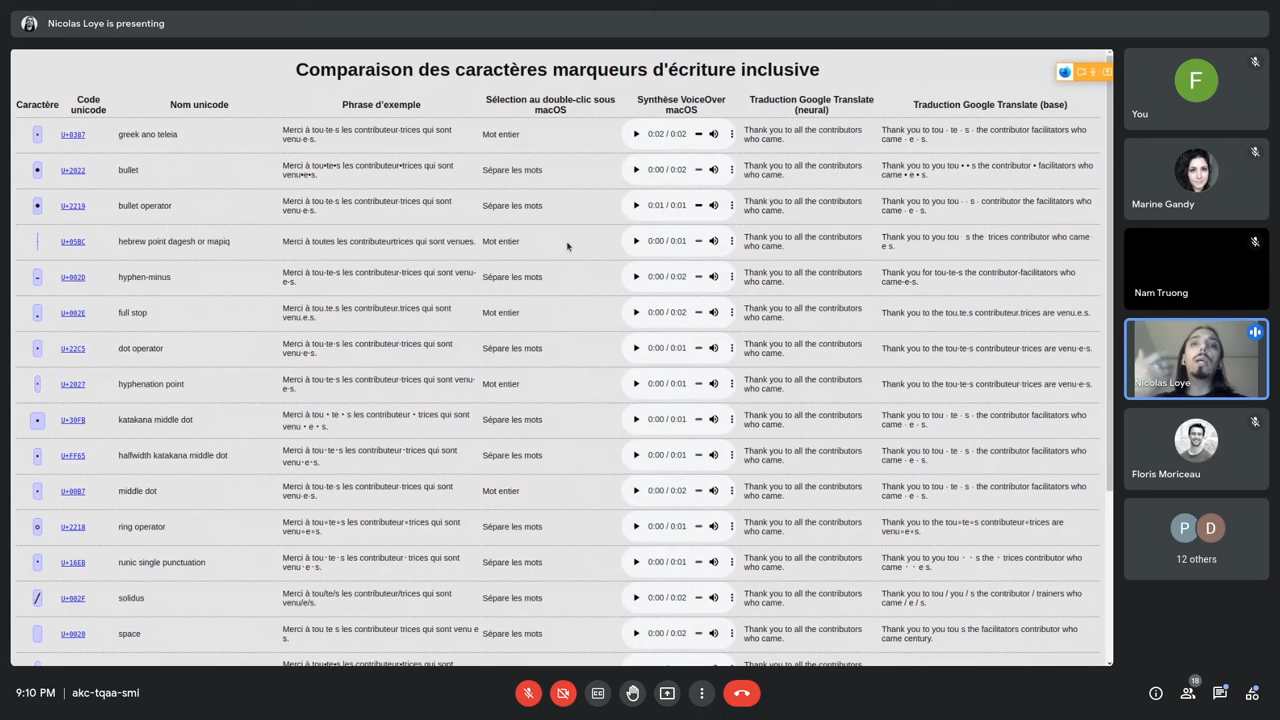 Nicolas Loye is presenting
Comparaison des caractères marqueurs d'écriture inclusive
Caractère Code unicode Nom unicode Phrase d'exemple Sélection au double-clic sous macOS Synthèse VoiceOver macOS Traduction Google Translate (neural) Traduction Google Translate (base)
· U+0387 greek ano teleia Merci à tou·te·s les contributeur·trices qui sont venu·e·s. Mot entier 0:02 / 0:02 Thank you to all the contributors who came. Thank you to tou · te · s · the contributor facilitators who came · e · s.
• U+2022 bullet Merci à tou•te•s les contributeur•trices qui sont venu•e•s. Sépare les mots 0:00 / 0:02 Thank you to all the contributors who came. Thank you to you tou • • s the contributor • facilitators who came • e • s.
∙ U+2219 bullet operator Merci à tou∙te∙s les contributeur∙trices qui sont venu∙e∙s. Sépare les mots 0:01 / 0:01 Thank you to all the contributors who came. Thank you to you tou ∙ ∙ s ∙ contributor the facilitators who came ∙ e ∙ s.
U+05BC hebrew point dagesh or mapiq Merci à toutes les contributeurtrices qui sont venues. Mot entier 0:00 / 0:01 Thank you to all the contributors who came. Thank you to you tou · s the · trices contributor who came · e s.
- U+002D hyphen-minus Merci à tou-te-s les contributeur-trices qui sont venu-e-s. Sépare les mots 0:00 / 0:02 Thank you to all the contributors who came. Thank you for tou-te-s the contributor-facilitators who came-e-s.
. U+002E full stop Merci à tou.te.s les contributeur.trices qui sont venu.e.s. Mot entier 0:00 / 0:02 Thank you to all the contributors who came. Thank you to the tou.te.s contributeur.trices are venu.e.s.
⋅ U+22C5 dot operator Merci à tou⋅te⋅s les contributeur⋅trices qui sont venu⋅e⋅s. Sépare les mots 0:00 / 0:01 Thank you to all the contributors who came. Thank you to the tou⋅te⋅s contributeur⋅trices are venu⋅e⋅s.
‧ U+2027 hyphenation point Merci à tou‧te‧s les contributeur‧trices qui sont venu‧e‧s. Mot entier 0:00 / 0:01 Thank you to all the contributors who came. Thank you to the tou‧te‧s contributeur‧trices are venu‧e‧s.
・ U+30FB katakana middle dot Merci à tou・te・s les contributeur・trices qui sont venu・e・s. Sépare les mots 0:00 / 0:01 Thank you to all the contributors who came. Thank you to tou · te · s · the contributor facilitators who came · e · s.
･ U+FF65 halfwidth katakana middle dot Merci à tou･te･s les contributeur･trices qui sont venu･e･s. Sépare les mots 0:00 / 0:01 Thank you to all the contributors who came. Thank you to tou · te · s · the contributor facilitators who came · e · s.
· U+00B7 middle dot Merci à tou·te·s les contributeur·trices qui sont venu·e·s. Mot entier 0:00 / 0:02 Thank you to all the contributors who came. Thank you to tou · te · s · the contributor facilitators who came · e · s.
∘ U+2218 ring operator Merci à tou∘te∘s les contributeur∘trices qui sont venu∘e∘s. Sépare les mots 0:00 / 0:01 Thank you to all the contributors who came. Thank you to the tou∘te∘s contributeur∘trices are venu∘e∘s.
᛫ U+16EB runic single punctuation Merci à tou᛫te᛫s les contributeur᛫trices qui sont venu᛫e᛫s. Sépare les mots 0:00 / 0:01 Thank you to all the contributors who came. Thank you to you tou ᛫ ᛫ s the ᛫ trices contributor who came ᛫ ᛫ e s.
/ U+002F solidus Merci à tou/te/s les contributeur/trices qui sont venu/e/s. Sépare les mots 0:00 / 0:02 Thank you to all the contributors who came. Thank you to tou / you / s the contributor / trainers who came / e / s.
U+0020 space Merci à tou te s les contributeur trices qui sont venu e s. Sépare les mots 0:00 / 0:02 Thank you to all the contributors who came. Thank you to you tou s the facilitators contributor who came century.
F
You
Marine Gandy
Nam Truong
Nicolas Loye
Floris Moriceau
P D
12 others
9:10 PM | akc-tqaa-smi
CC
18